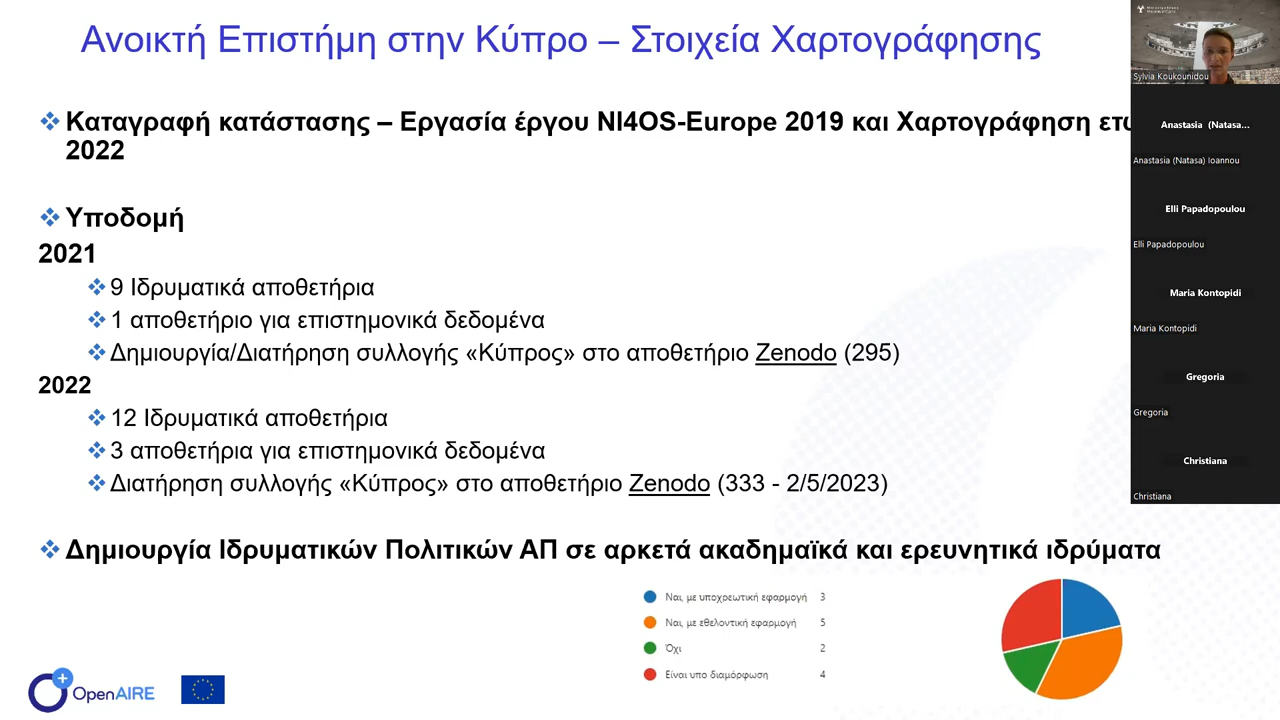 Ανοικτή Επιστήμη στην Κύπρο – Στοιχεία Χαρτογράφησης
Καταγραφή κατάστασης – Εργασία έργου NI4OS-Europe 2019 και Χαρτογράφηση
2022
Υποδομή
2021
9 Ιδρυματικά αποθετήρια
1 αποθετήριο για επιστημονικά δεδομένα
Δημιουργία/Διατήρηση συλλογής «Κύπρος» στο αποθετήριο Zenodo (295)
2022
12 Ιδρυματικά αποθετήρια
3 αποθετήρια για επιστημονικά δεδομένα
Διατήρηση συλλογής «Κύπρος» στο αποθετήριο Zenodo (333 - 2/5/2023)
Δημιουργία Ιδρυματικών Πολιτικών ΑΠ σε αρκετά ακαδημαϊκά και ερευνητικά ιδρύματα
Ναι, με υποχρεωτική εφαρμογή 3
Ναι, με εθελοντική εφαρμογή 5
Όχι 2
Είναι υπο διαμόρφωση 4
OpenAIRE
Sylvia Koukounidou
Anastasia (Natasa...
Anastasia (Natasa) Ioannou
Elli Papadopoulou
Elli Papadopoulou
Maria Kontopidi
Maria Kontopidi
Gregoria
Gregoria
Christiana
Christiana